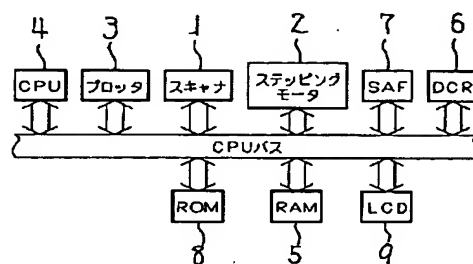 4 3 1 2 7 6
CPU プロッタ スキャナ ステッピング SAF DCR
モータ
CPUバス
ROM RAM LCD
8 5 9